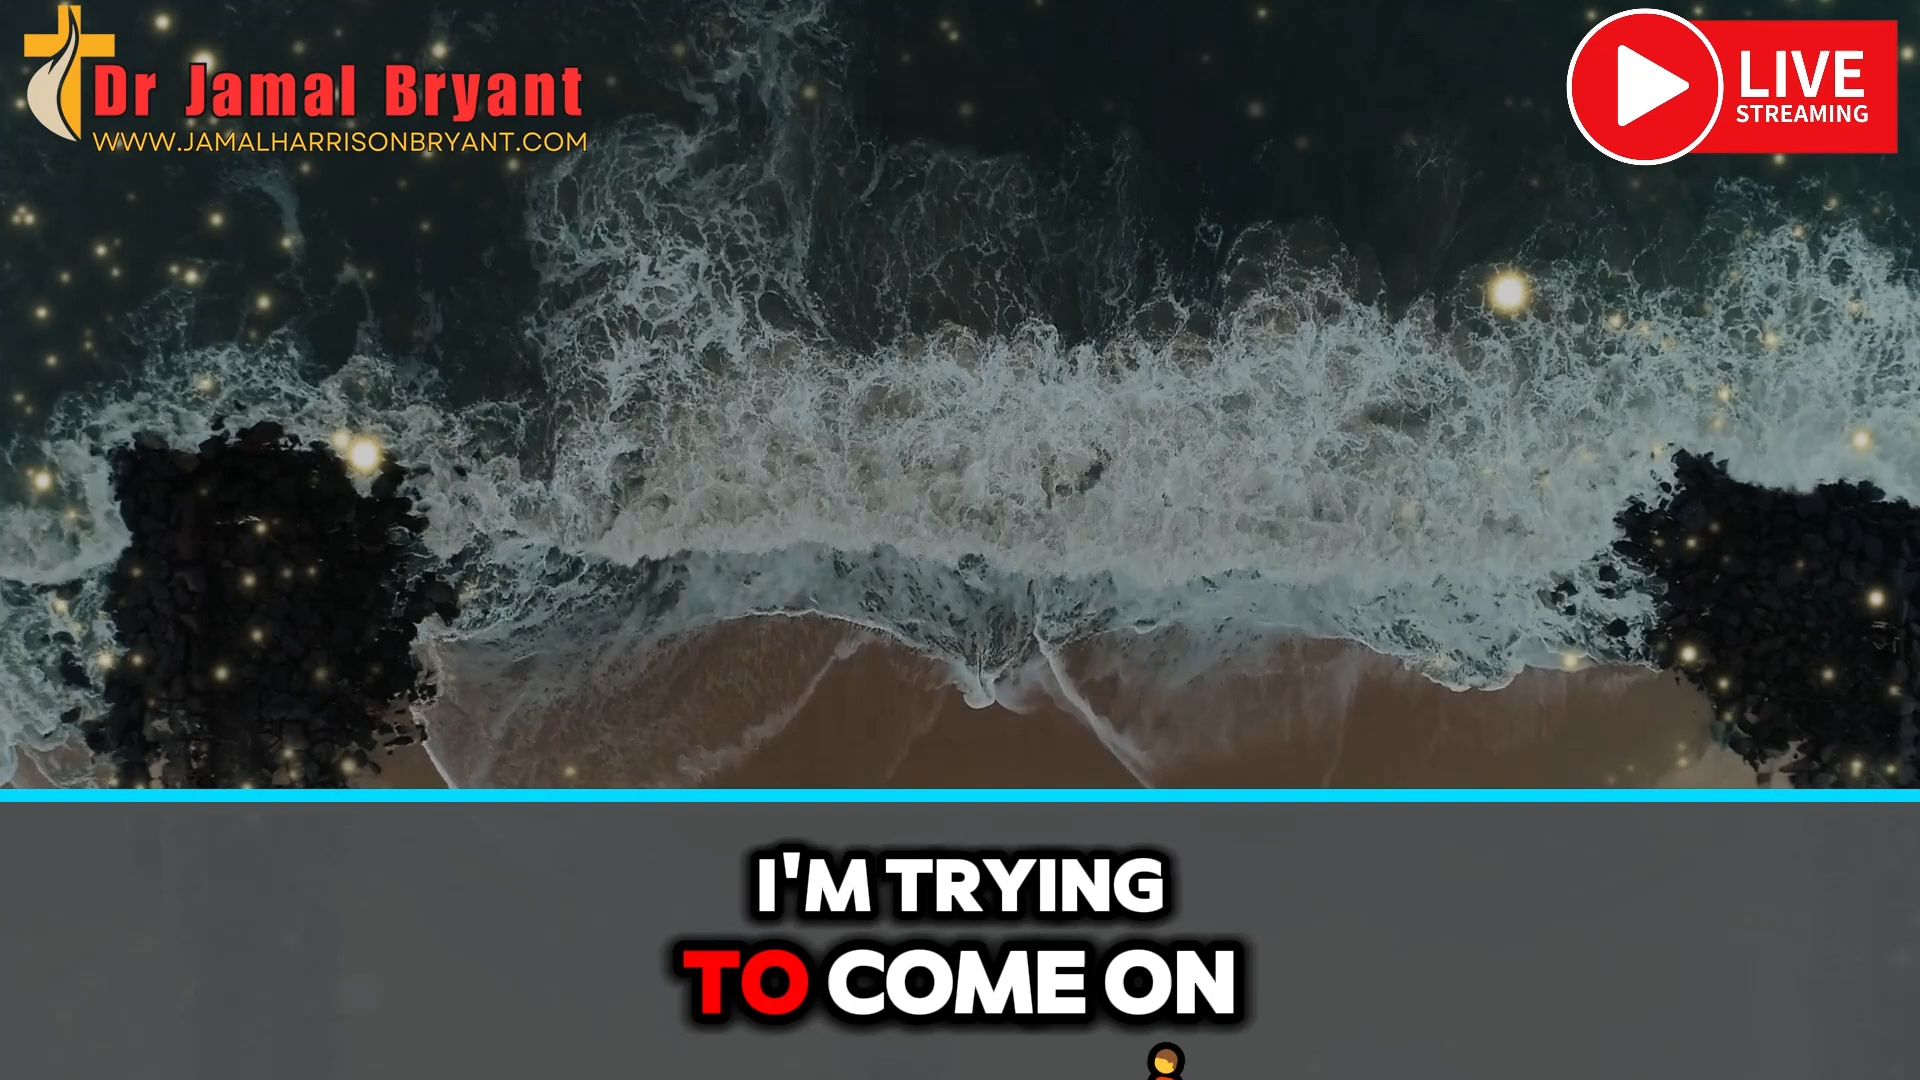 Dr Jamal Bryant
WWW.JAMALHARRISONBRYANT.COM
LIVE
STREAMING
I'M TRYING
TO COME ON